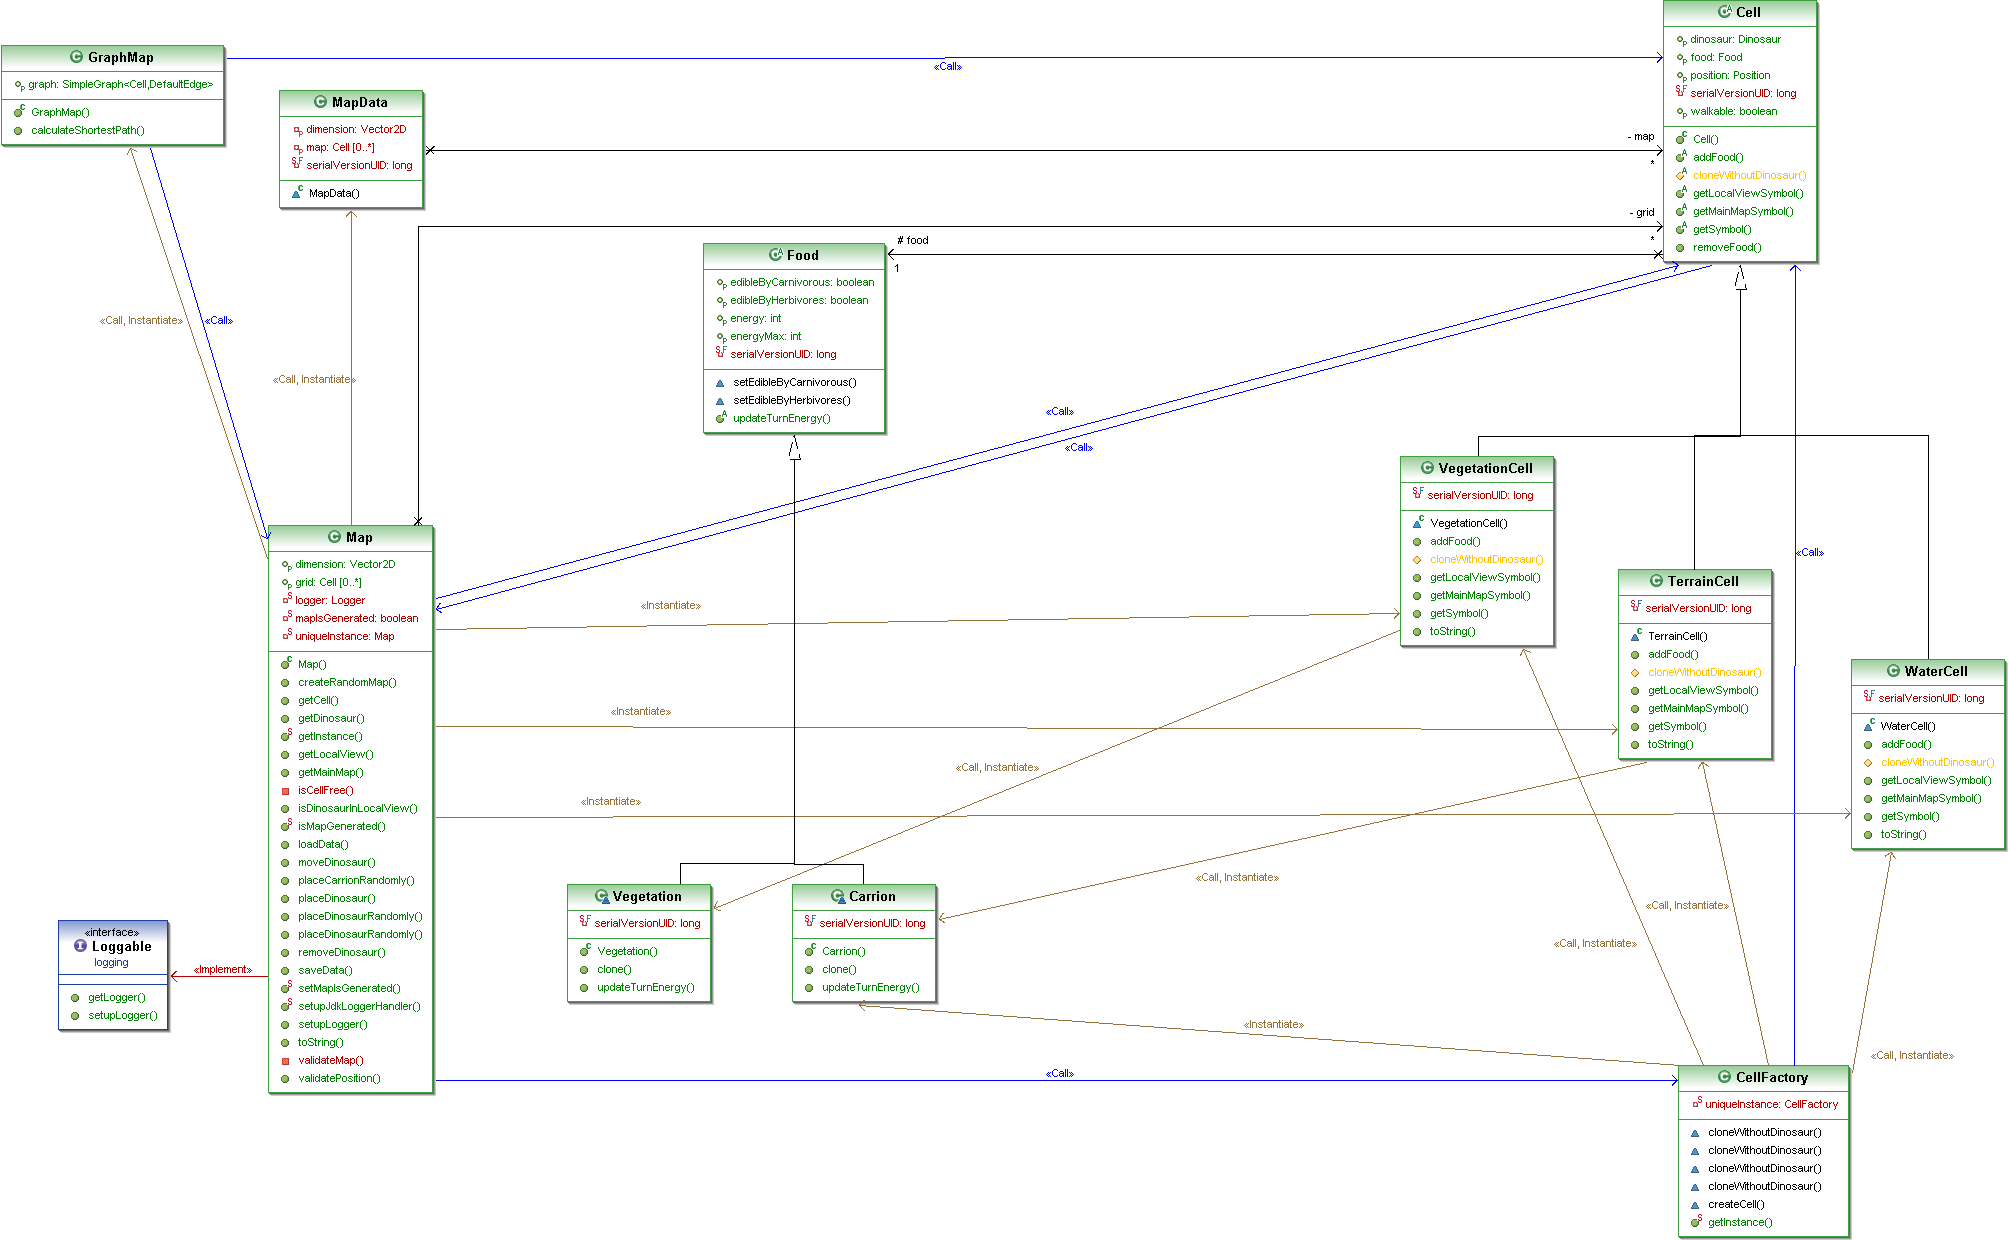 GraphMap
graph: SimpleGraph<Cell,DefaultEdge>
GraphMap()
calculateShortestPath()
MapData
dimension: Vector2D
map: Cell [0..*]
serialVersionUID: long
MapData()
Cell
dinosaur: Dinosaur
food: Food
position: Position
serialVersionUID: long
walkable: boolean
Cell()
addFood()
cloneWithoutDinosaur()
getLocalViewSymbol()
getMainMapSymbol()
getSymbol()
removeFood()
«Call»
- map
*
- grid
*
# food
1
Food
edibleByCarnivorous: boolean
edibleByHerbivores: boolean
energy: int
energyMax: int
serialVersionUID: long
setEdibleByCarnivorous()
setEdibleByHerbivores()
updateTurnEnergy()
«Call, Instantiate»
«Call»
«Call, Instantiate»
«Call»
«Call»
VegetationCell
serialVersionUID: long
VegetationCell()
addFood()
cloneWithoutDinosaur()
getLocalViewSymbol()
getMainMapSymbol()
getSymbol()
toString()
«Call»
TerrainCell
serialVersionUID: long
TerrainCell()
addFood()
cloneWithoutDinosaur()
getLocalViewSymbol()
getMainMapSymbol()
getSymbol()
toString()
WaterCell
serialVersionUID: long
WaterCell()
addFood()
cloneWithoutDinosaur()
getLocalViewSymbol()
getMainMapSymbol()
getSymbol()
toString()
Map
dimension: Vector2D
grid: Cell [0..*]
logger: Logger
mapIsGenerated: boolean
uniqueInstance: Map
Map()
createRandomMap()
getCell()
getDinosaur()
getInstance()
getLocalView()
getMainMap()
isCellFree()
isDinosaurInLocalView()
isMapGenerated()
loadData()
moveDinosaur()
placeCarrionRandomly()
placeDinosaur()
placeDinosaurRandomly()
placeDinosaurRandomly()
removeDinosaur()
saveData()
setMapIsGenerated()
setupJdkLoggerHandler()
setupLogger()
toString()
validateMap()
validatePosition()
«Instantiate»
«Instantiate»
«Call, Instantiate»
«Instantiate»
«Call, Instantiate»
«Call, Instantiate»
«Call, Instantiate»
Vegetation
serialVersionUID: long
Vegetation()
clone()
updateTurnEnergy()
Carrion
serialVersionUID: long
Carrion()
clone()
updateTurnEnergy()
«interface»
Loggable
logging
getLogger()
setupLogger()
«Implement»
«Instantiate»
«Call, Instantiate»
«Call»
CellFactory
uniqueInstance: CellFactory
cloneWithoutDinosaur()
cloneWithoutDinosaur()
cloneWithoutDinosaur()
cloneWithoutDinosaur()
createCell()
getInstance()